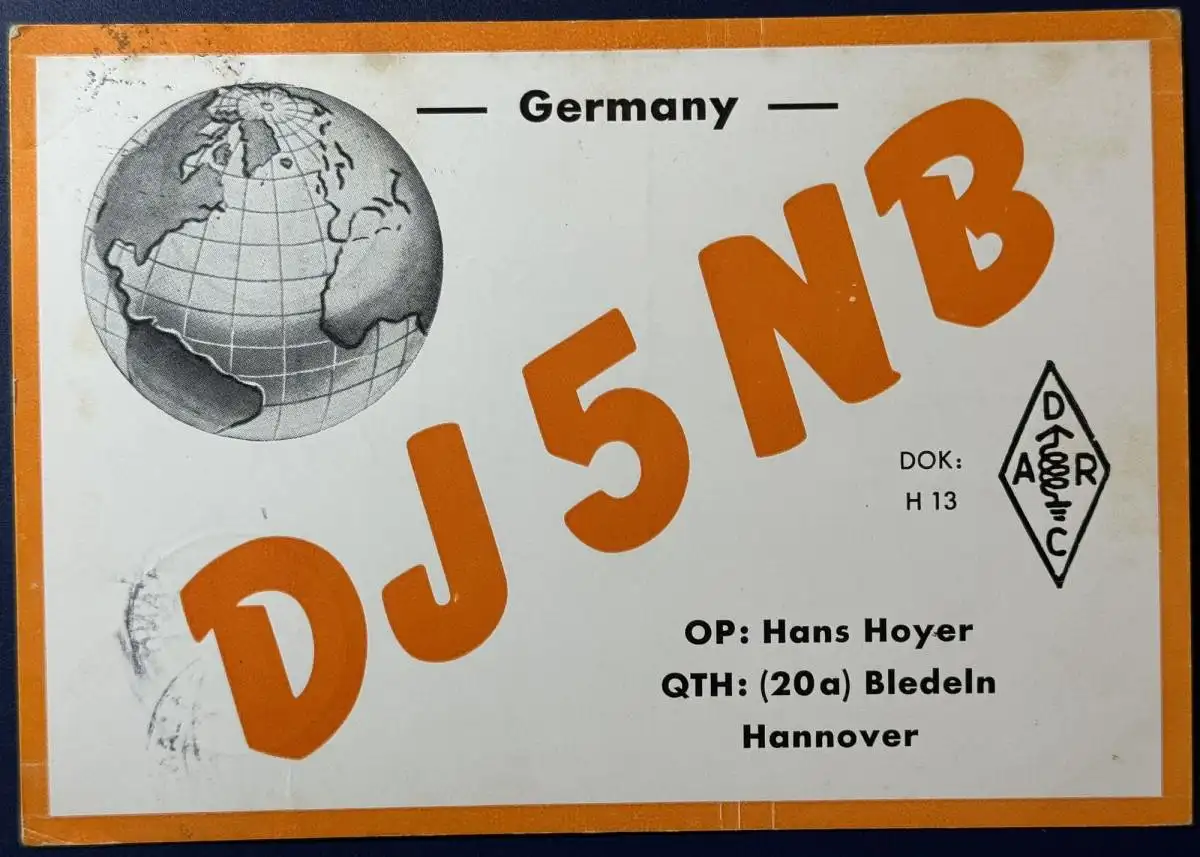 — Germany —
DJ5NB
DOK:
H 13
D
A R
C
OP: Hans Hoyer
QTH: (20a) Bledeln
Hannover